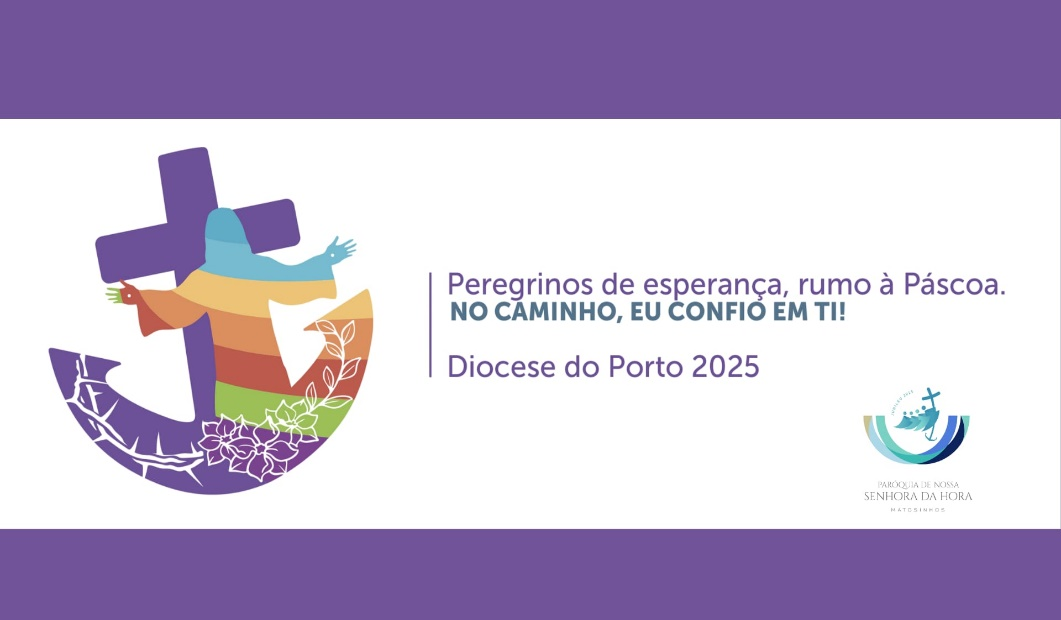 Peregrinos de esperança, rumo à Páscoa.
NO CAMINHO, EU CONFIO EM TI!
Diocese do Porto 2025
PARÓQUIA DE NOSSA
SENHORA DA HORA
MATOSINHOS